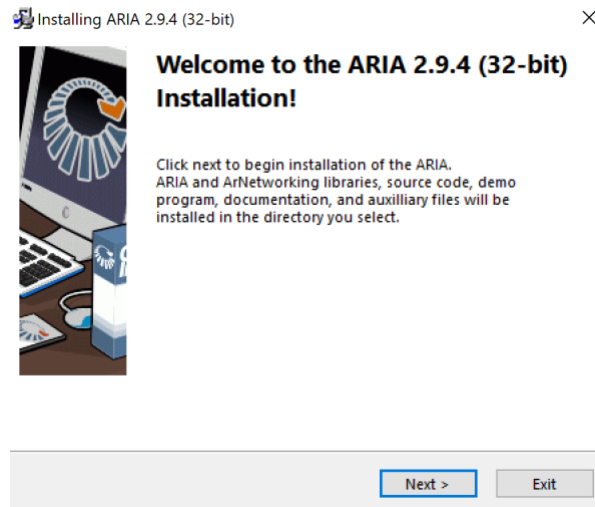 Installing ARIA 2.9.4 (32-bit)
Welcome to the ARIA 2.9.4 (32-bit)
Installation!
Click next to begin installation of the ARIA.
ARIA and ArNetworking libraries, source code, demo
program, documentation, and auxilliary files will be
installed in the directory you select.
Next >
Exit